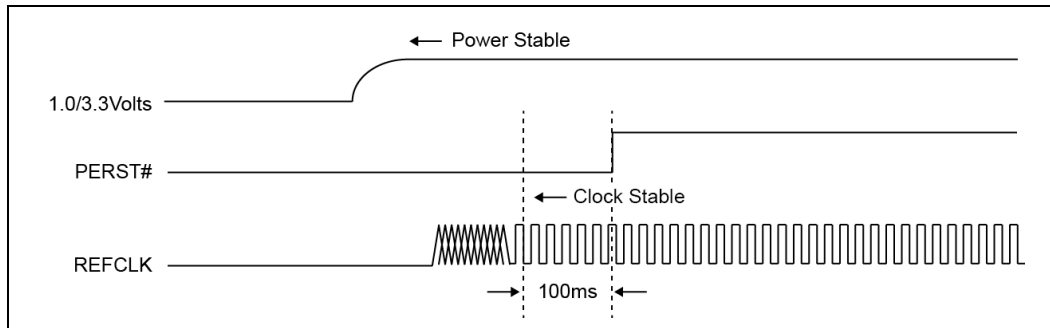 Power Stable
1.0/3.3Volts
PERST#
Clock Stable
REFCLK
100ms